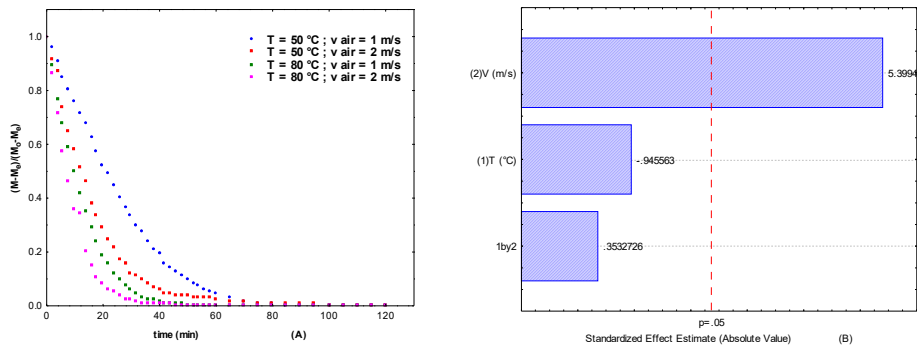 1.0
0.8
0.6
0.4
0.2
0.0
(M-Me)/(Mo-Me)
T = 50 °C ; v air = 1 m/s
T = 50 °C ; v air = 2 m/s
T = 80 °C ; v air = 1 m/s
T = 80 °C ; v air = 2 m/s
0 20 40 60 80 100 120
time (min) (A)
(2)V (m/s)
5.3994
(1)T (°C)
-.945563
1by2
.3532726
p=.05
Standardized Effect Estimate (Absolute Value) (B)